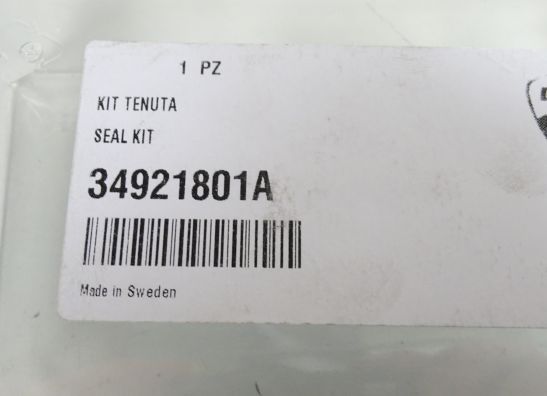 1 PZ
KIT TENUTA
SEAL KIT
34921801A
Made in Sweden